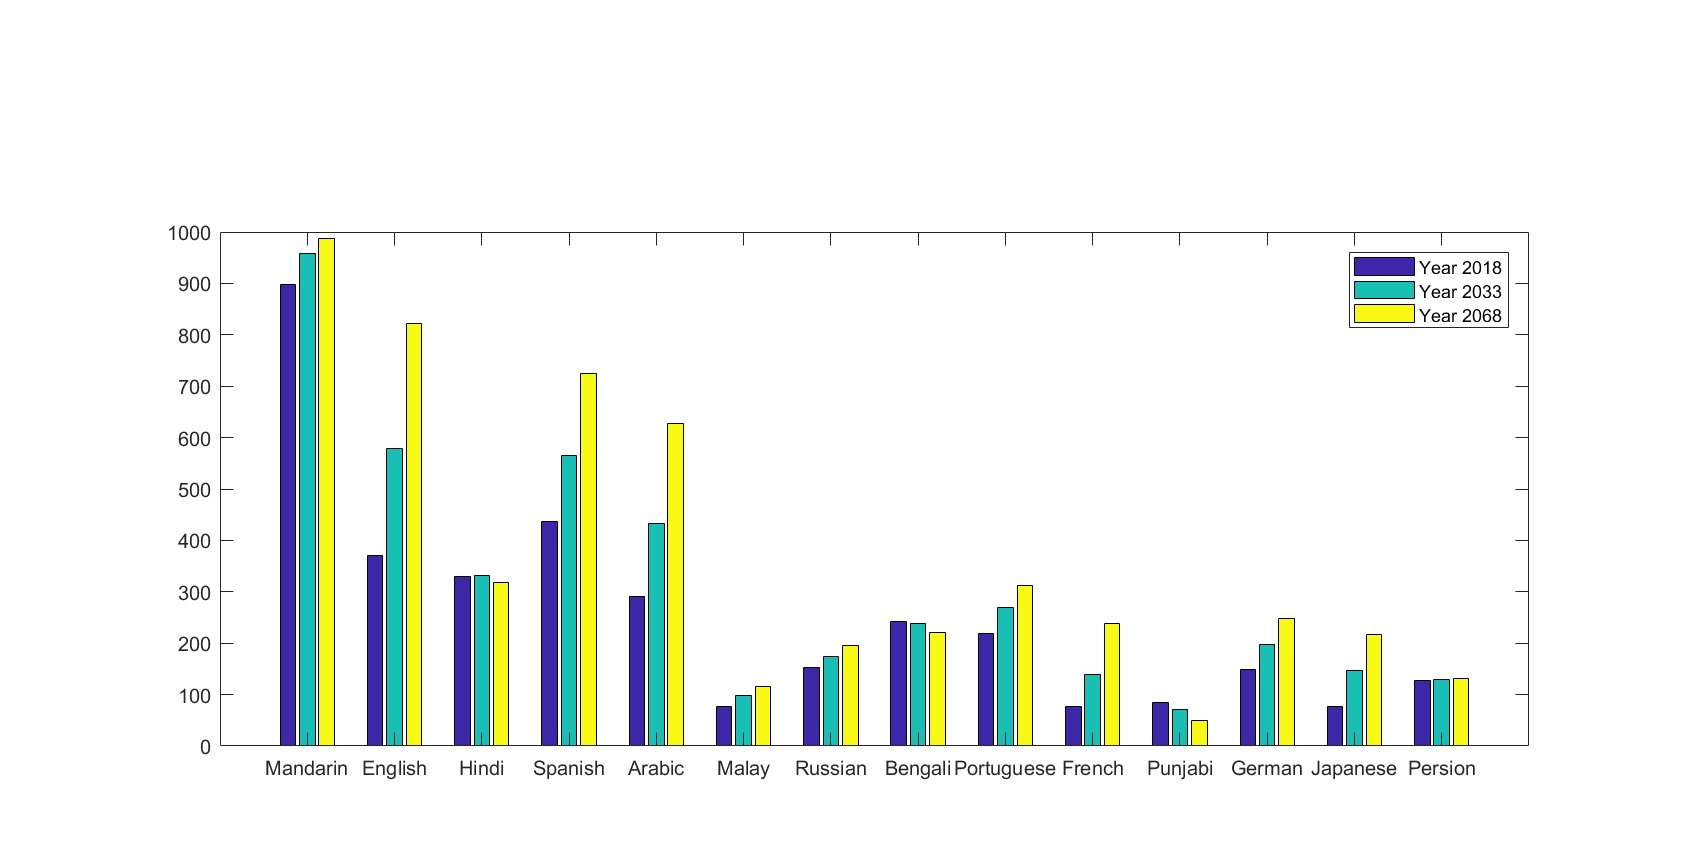 1000
900
800
700
600
500
400
300
200
100
0
Year 2018
Year 2033
Year 2068
Mandarin English Hindi Spanish Arabic Malay Russian Bengali Portuguese French Punjabi German Japanese Persion